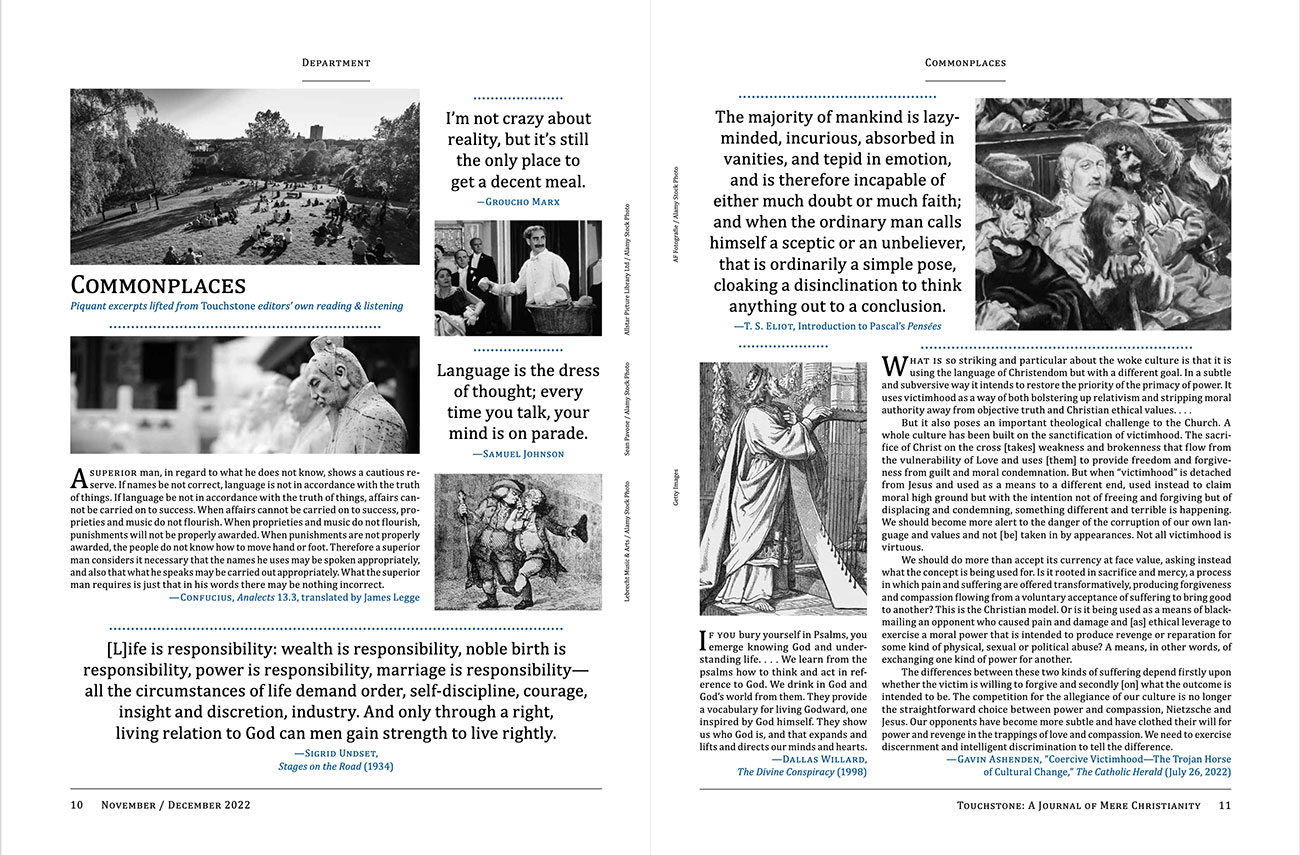 DEPARTMENT
COMMONPLACES
Piquant excerpts lifted from Touchstone editors' own reading & listening
A SUPERIOR man, in regard to what he does not know, shows a cautious re-
serve. If names be not correct, language is not in accordance with the truth
of things. If language be not in accordance with the truth of things, affairs can-
not be carried on to success. When affairs cannot be carried on to success, pro-
prieties and music do not flourish. When proprieties and music do not flourish,
punishments will not be properly awarded. When punishments are not properly
awarded, the people do not know how to move hand or foot. Therefore a superior
man considers it necessary that the names he uses may be spoken appropriately,
and also that what he speaks may be carried out appropriately. What the superior
man requires is just that in his words there may be nothing incorrect.
—CONFUCIUS, Analects 13.3, translated by James Legge
I'm not crazy about
reality, but it's still
the only place to
get a decent meal.
—GROUCHO MARX
Allstar Picture Library Ltd / Alamy Stock Photo
Language is the dress
of thought; every
time you talk, your
mind is on parade.
—SAMUEL JOHNSON
Sean Pavone / Alamy Stock Photo
Lebrecht Music & Arts / Alamy Stock Photo
[L]ife is responsibility: wealth is responsibility, noble birth is
responsibility, power is responsibility, marriage is responsibility—
all the circumstances of life demand order, self-discipline, courage,
insight and discretion, industry. And only through a right,
living relation to God can men gain strength to live rightly.
—SIGRID UNDSET,
Stages on the Road (1934)
10 NOVEMBER / DECEMBER 2022
COMMONPLACES
The majority of mankind is lazy-
minded, incurious, absorbed in
vanities, and tepid in emotion,
and is therefore incapable of
either much doubt or much faith;
and when the ordinary man calls
himself a sceptic or an unbeliever,
that is ordinarily a simple pose,
cloaking a disinclination to think
anything out to a conclusion.
—T. S. ELIOT, Introduction to Pascal's Pensées
AF Fotografie / Alamy Stock Photo
Getty Images
IF YOU bury yourself in Psalms, you
emerge knowing God and under-
standing life. . . . We learn from the
psalms how to think and act in ref-
erence to God. We drink in God and
God's world from them. They provide
a vocabulary for living Godward, one
inspired by God himself. They show
us who God is, and that expands and
lifts and directs our minds and hearts.
—DALLAS WILLARD,
The Divine Conspiracy (1998)
WHAT IS so striking and particular about the woke culture is that it is
using the language of Christendom but with a different goal. In a subtle
and subversive way it intends to restore the priority of the primacy of power. It
uses victimhood as a way of both bolstering up relativism and stripping moral
authority away from objective truth and Christian ethical values. . . .
But it also poses an important theological challenge to the Church. A
whole culture has been built on the sanctification of victimhood. The sacri-
fice of Christ on the cross [takes] weakness and brokenness that flow from
the vulnerability of Love and uses [them] to provide freedom and forgive-
ness from guilt and moral condemnation. But when "victimhood" is detached
from Jesus and used as a means to a different end, used instead to claim
moral high ground but with the intention not of freeing and forgiving but of
displacing and condemning, something different and terrible is happening.
We should become more alert to the danger of the corruption of our own lan-
guage and values and not [be] taken in by appearances. Not all victimhood is
virtuous.
We should do more than accept its currency at face value, asking instead
what the concept is being used for. Is it rooted in sacrifice and mercy, a process
in which pain and suffering are offered transformatively, producing forgiveness
and compassion flowing from a voluntary acceptance of suffering to bring good
to another? This is the Christian model. Or is it being used as a means of black-
mailing an opponent who caused pain and damage and [as] ethical leverage to
exercise a moral power that is intended to produce revenge or reparation for
some kind of physical, sexual or political abuse? A means, in other words, of
exchanging one kind of power for another.
The differences between these two kinds of suffering depend firstly upon
whether the victim is willing to forgive and secondly [on] what the outcome is
intended to be. The competition for the allegiance of our culture is no longer
the straightforward choice between power and compassion, Nietzsche and
Jesus. Our opponents have become more subtle and have clothed their will for
power and revenge in the trappings of love and compassion. We need to exercise
discernment and intelligent discrimination to tell the difference.
—GAVIN ASHENDEN, "Coercive Victimhood—The Trojan Horse
of Cultural Change," The Catholic Herald (July 26, 2022)
TOUCHSTONE: A JOURNAL OF MERE CHRISTIANITY 11